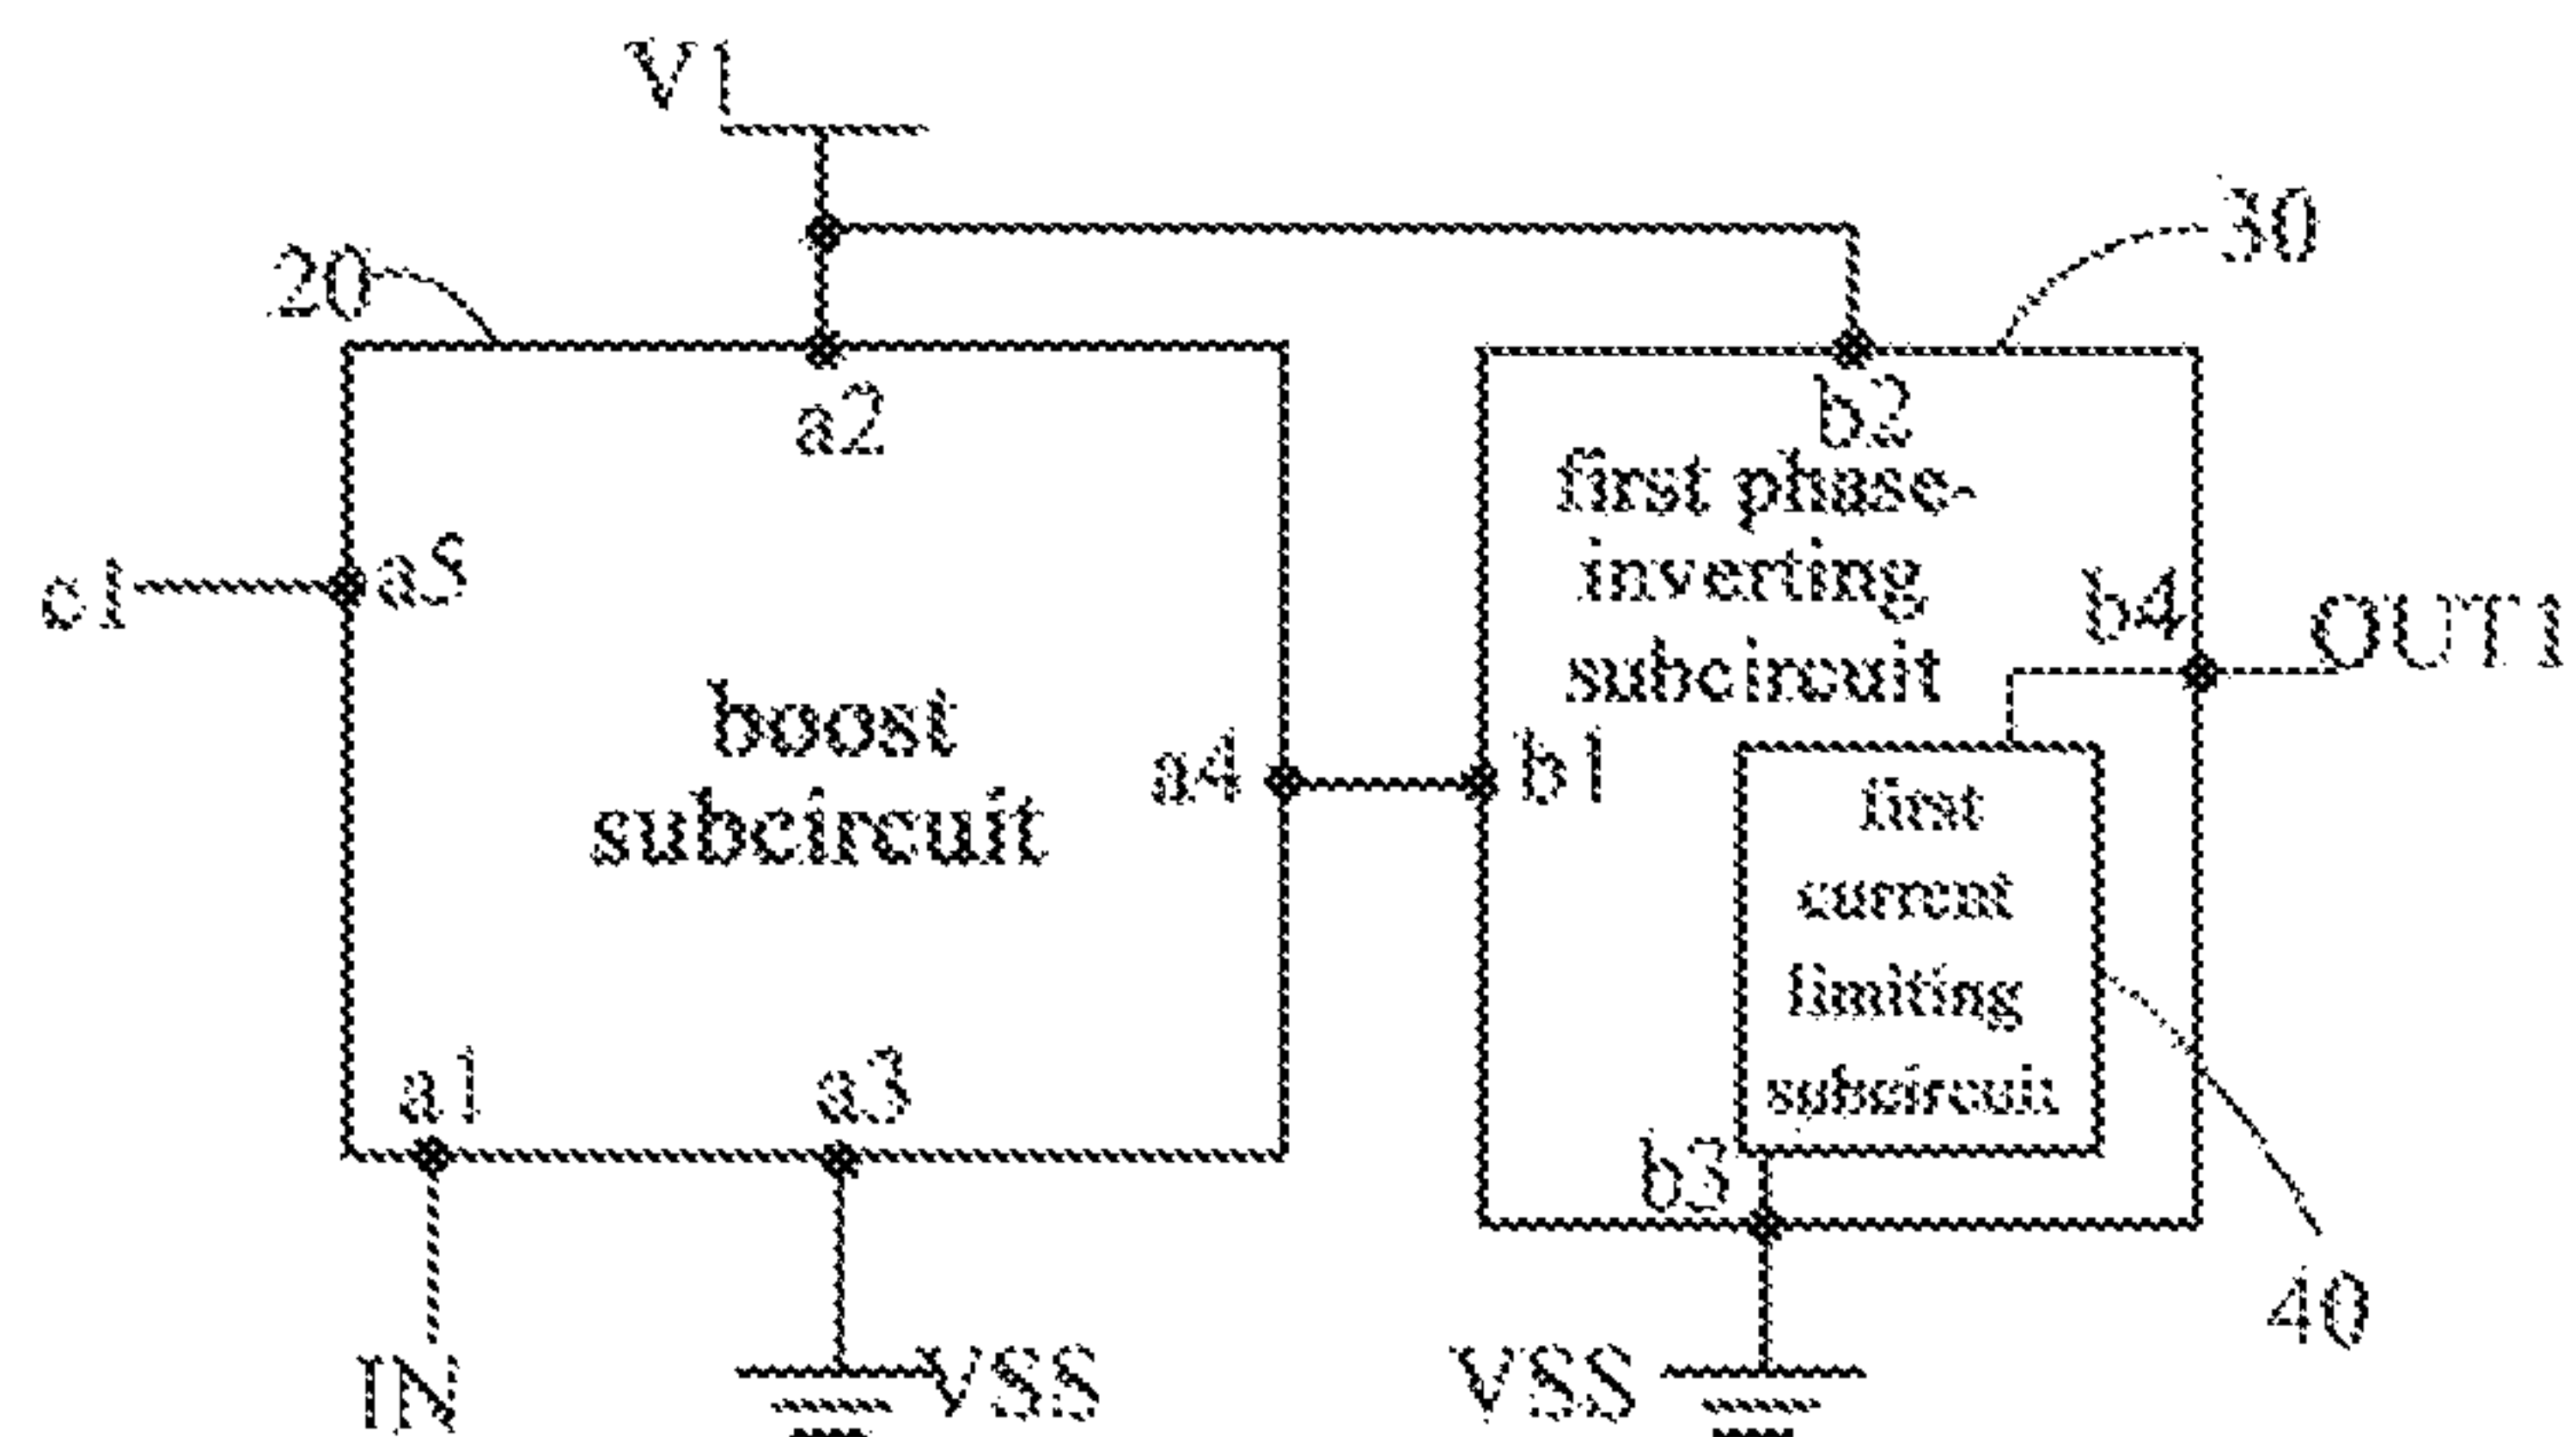 V1
20
30
a2
b2
first phase-
inverting
subcircuit
c1
a5
b4
OUT1
boost
subcircuit
a4
b1
first
current
limiting
subcircuit
a1
a3
b3
40
IN
VSS
VSS